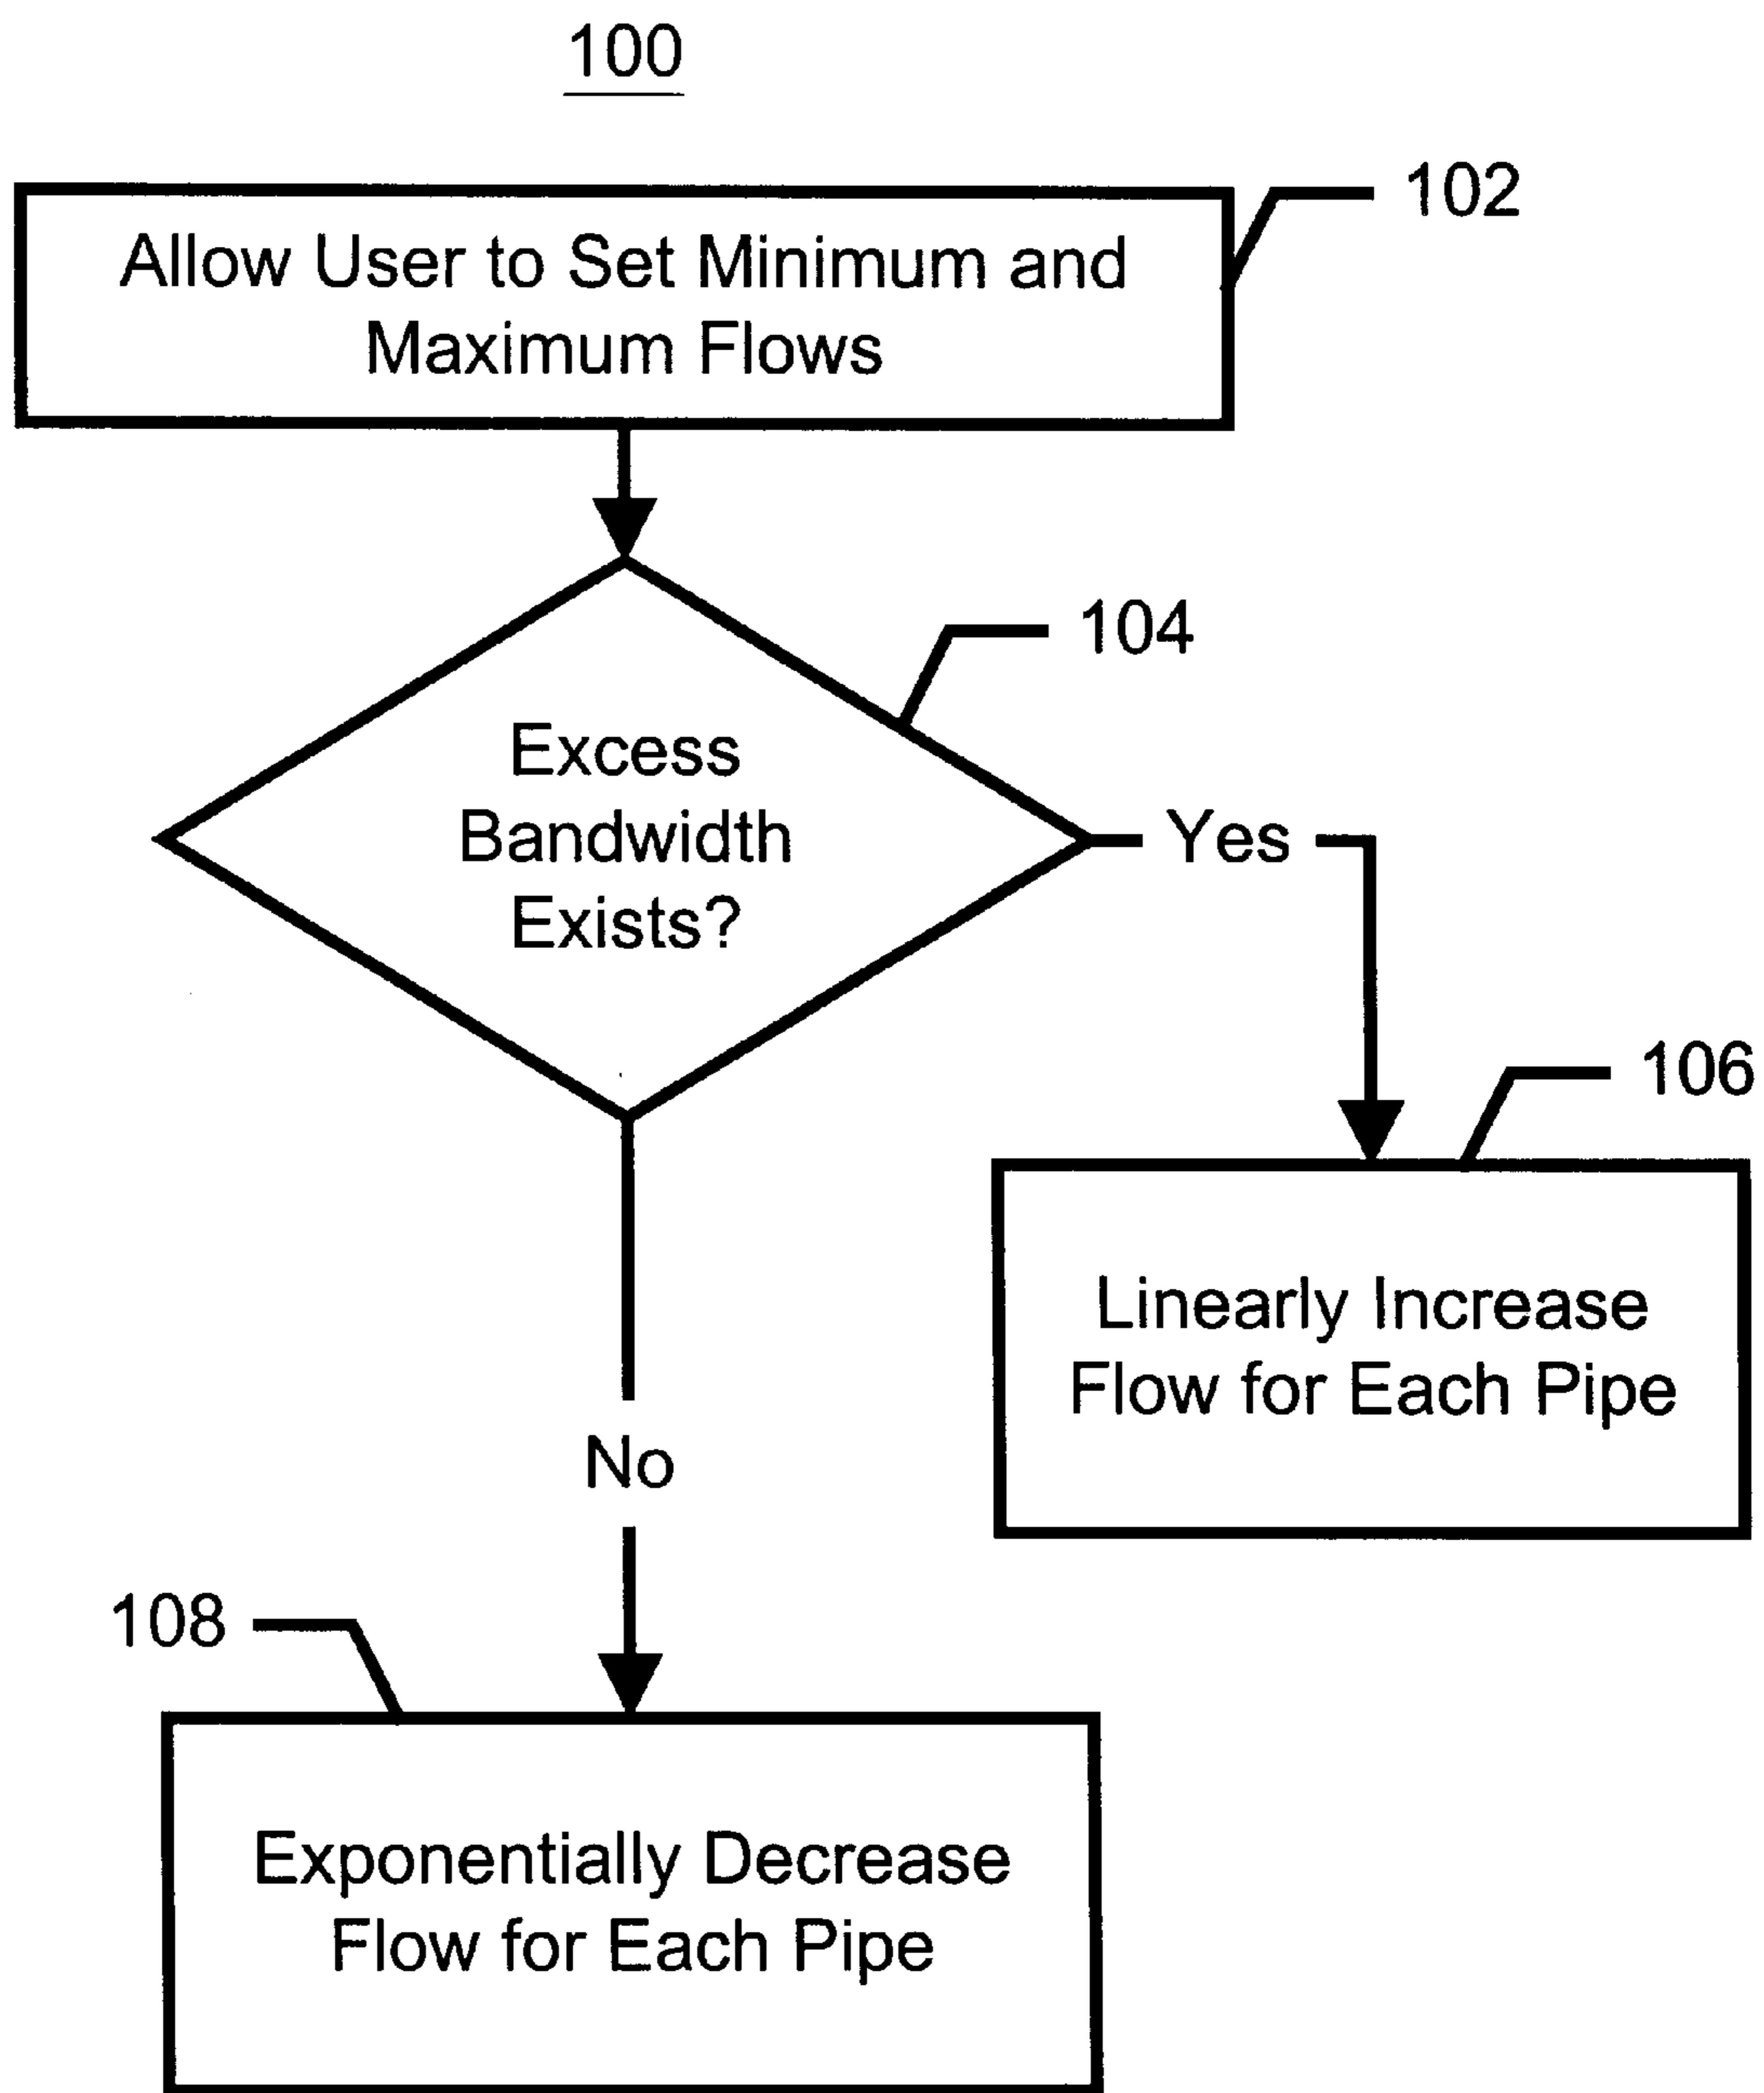 100
102
Allow User to Set Minimum and
Maximum Flows
104
Excess
Bandwidth
Exists?
Yes
106
Linearly Increase
Flow for Each Pipe
No
108
Exponentially Decrease
Flow for Each Pipe